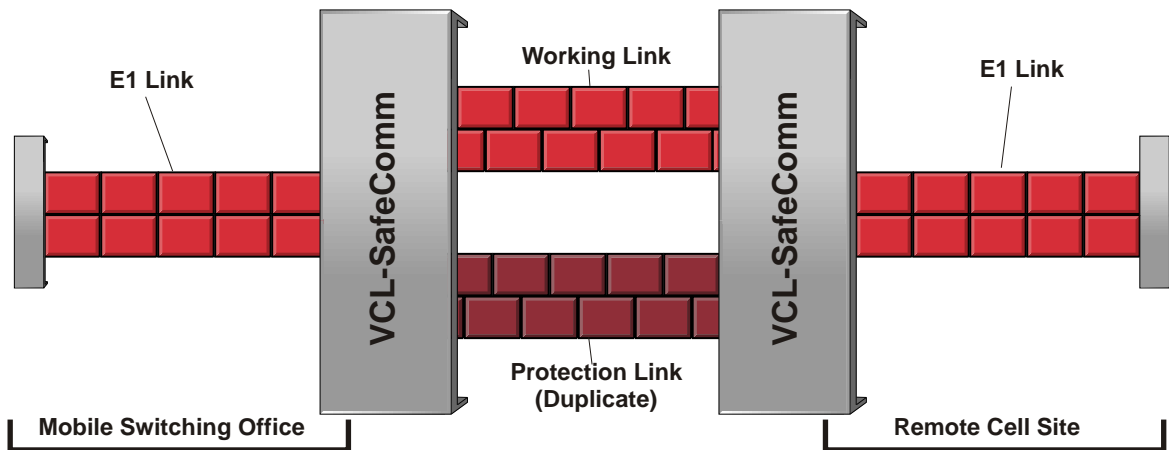 Working Link
E1 Link
E1 Link
VCL-SafeComm
VCL-SafeComm
Protection Link
(Duplicate)
Mobile Switching Office
Remote Cell Site